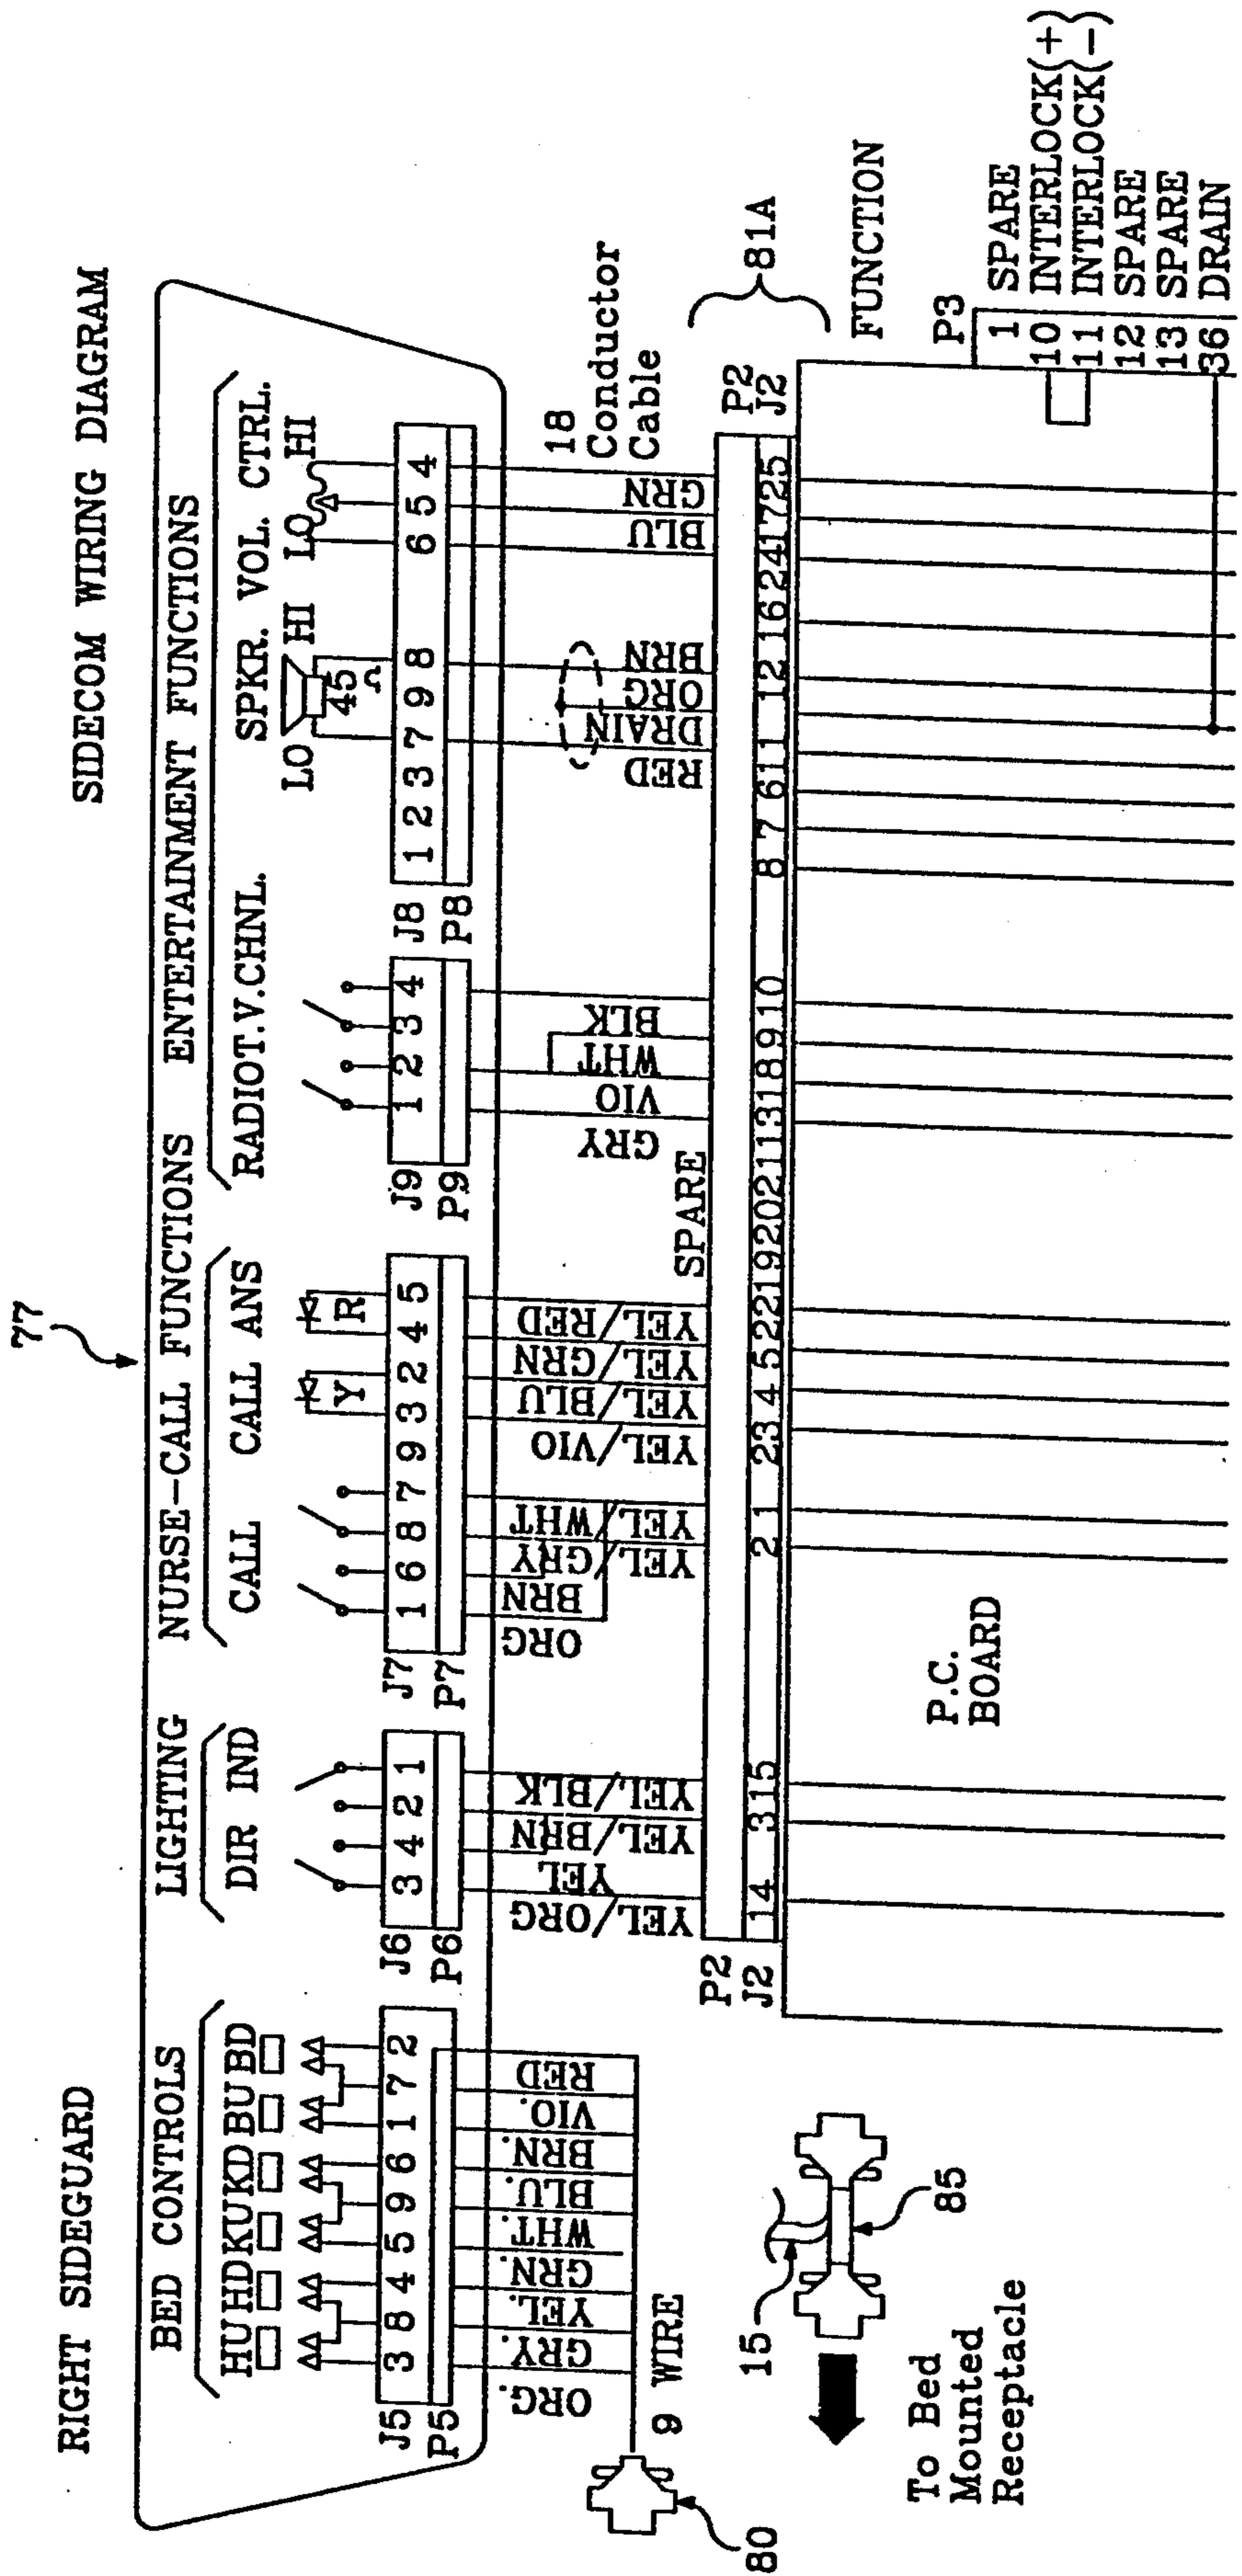 SIDECOM WIRING DIAGRAM
RIGHT SIDEGUARD
77
BED CONTROLS
LIGHTING
NURSE-CALL FUNCTIONS
ENTERTAINMENT FUNCTIONS
HU HD KU KD BU BD
DIR IND
CALL
CALL ANS
RADIO T.V.CHNL.
SPKR. VOL. CTRL.
LO HI LO HI
Y R
45 Ω
J5 3 8 4 5 9 6 1 7 2
P5
J6 3 4 2 1
P6
J7 1 6 8 7 9 3 2 4 5
P7
J9 1 2 3 4
P9
J8 1 2 3 7 9 8 6 5 4
P8
ORG. GRY. YEL. GRN. WHT. BLU. BRN. VIO. RED
YEL/ORG YEL YEL/BRN YEL/BLK
ORG BRN YEL/GRY YEL/WHT YEL/VIO YEL/BLU YEL/GRN YEL/RED
SPARE
GRY VIO WHT BLK
RED DRAIN ORG BRN BLU GRN
18
Conductor
Cable
81A
9 WIRE
80
P2 P2
J2 14 3 15 2 1 23 4 5 22 19 20 21 13 18 9 10 8 7 6 11 12 16 24 17 25 J2
FUNCTION
P.C.
BOARD
P3
1 SPARE
10 INTERLOCK(+)
11 INTERLOCK(-)
12 SPARE
13 SPARE
36 DRAIN
15
85
To Bed
Mounted
Receptacle